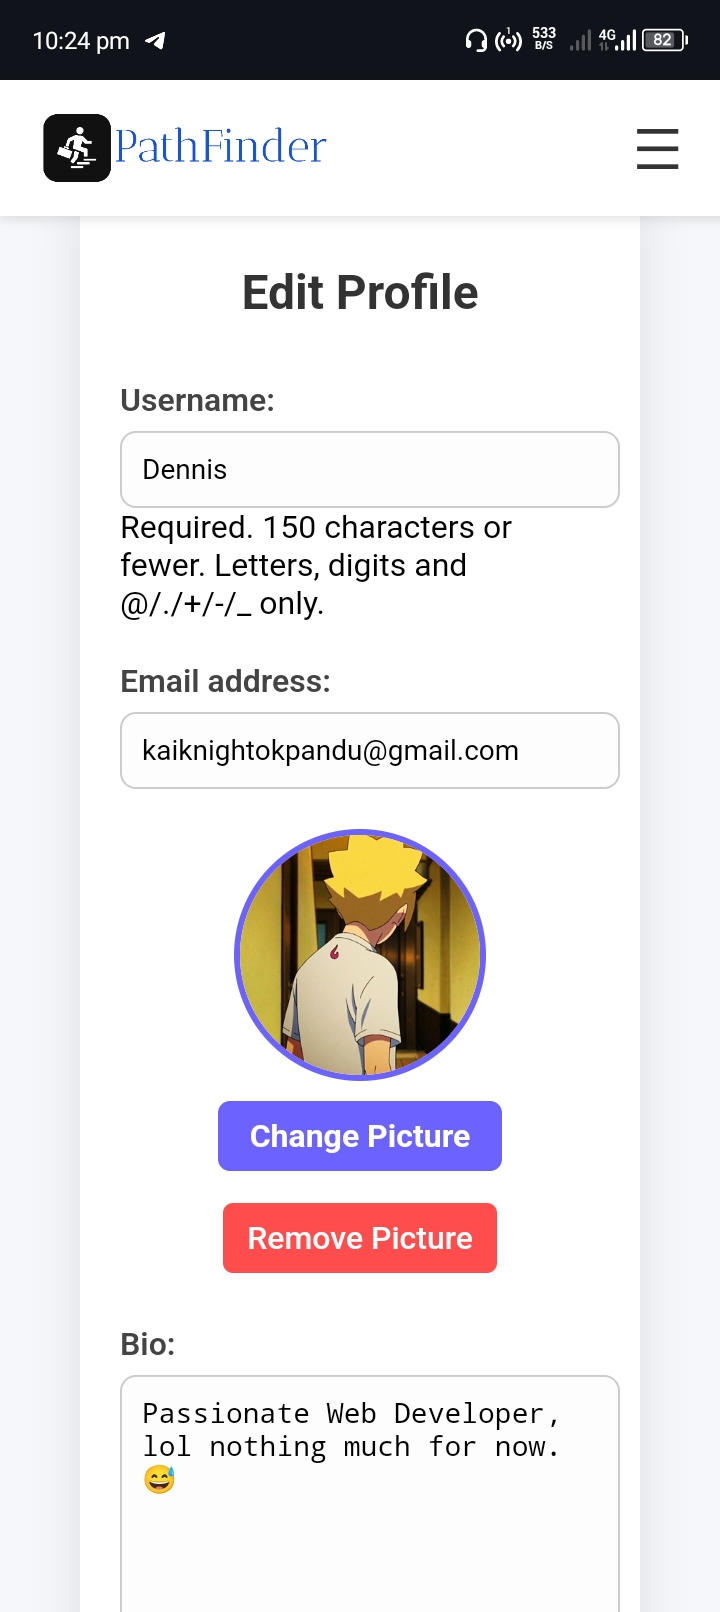 10:24 pm
533
B/S
4G
82
PathFinder
Edit Profile
Username:
Dennis
Required. 150 characters or
fewer. Letters, digits and
@/./+/-/_ only.
Email address:
kaiknightokpandu@gmail.com
Change Picture
Remove Picture
Bio:
Passionate Web Developer,
lol nothing much for now.
😅